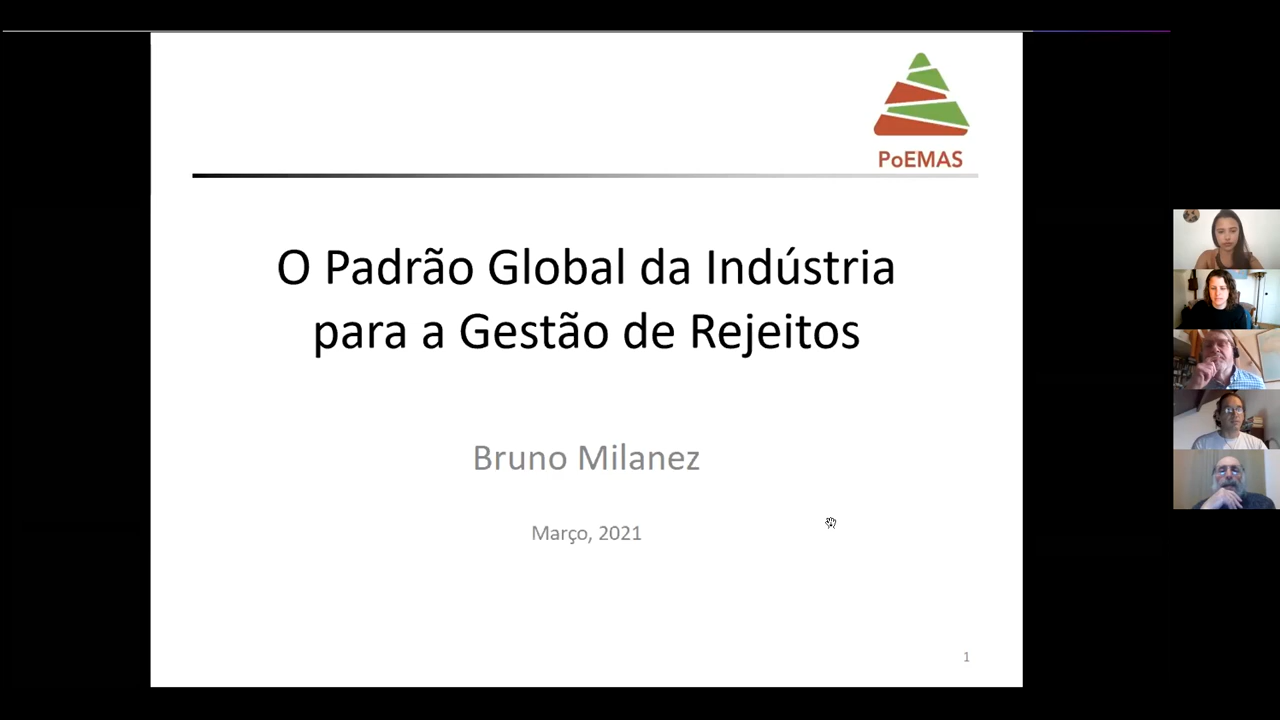 PoEMAS
O Padrão Global da Indústria
para a Gestão de Rejeitos
Bruno Milanez
Março, 2021
1